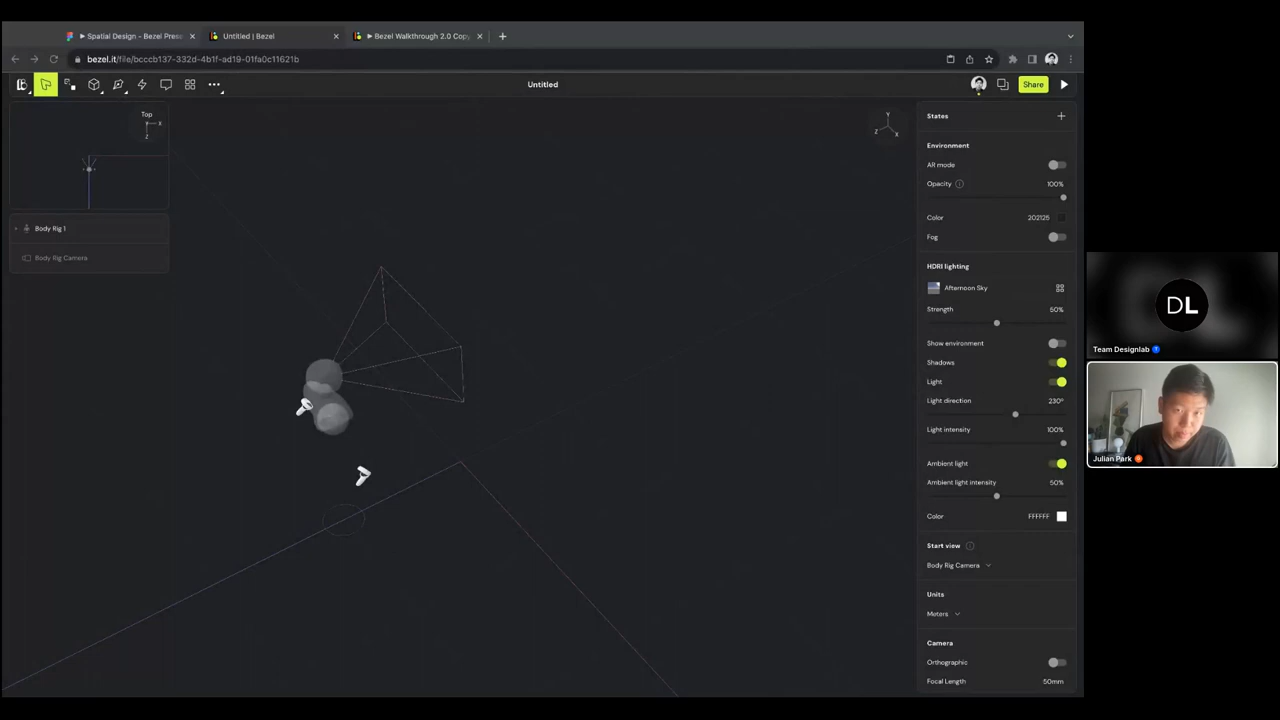 Spatial Design - Bezel Prese
Untitled | Bezel
Bezel Walkthrough 2.0 Copy
bezel.it/file/bcccb137-332d-4b1f-ad19-01fa0c11621b
Untitled
Share
Top
Y X
Z
Y
Z X
Body Rig 1
Body Rig Camera
States
Environment
AR mode
Opacity 100%
Color 202125
Fog
HDRI lighting
Afternoon Sky
Strength 50%
Show environment
Shadows
Light
Light direction 230°
Light intensity 100%
Ambient light
Ambient light intensity 50%
Color FFFFFF
Start view
Body Rig Camera
Units
Meters
Camera
Orthographic
Focal Length 50mm
DL
Team Designlab
Julian Park